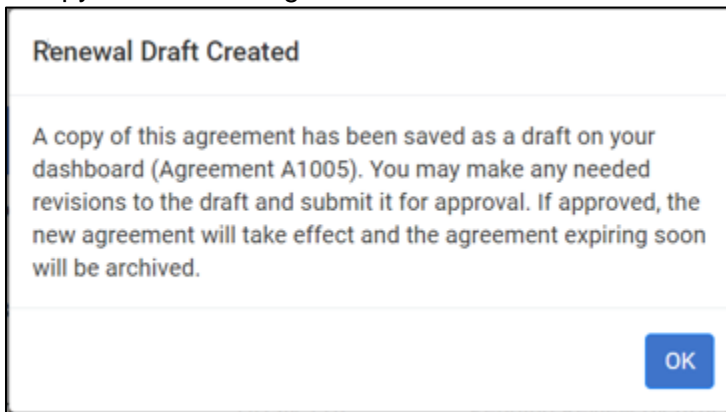 Renewal Draft Created
A copy of this agreement has been saved as a draft on your
dashboard (Agreement A1005). You may make any needed
revisions to the draft and submit it for approval. If approved, the
new agreement will take effect and the agreement expiring soon
will be archived.
OK